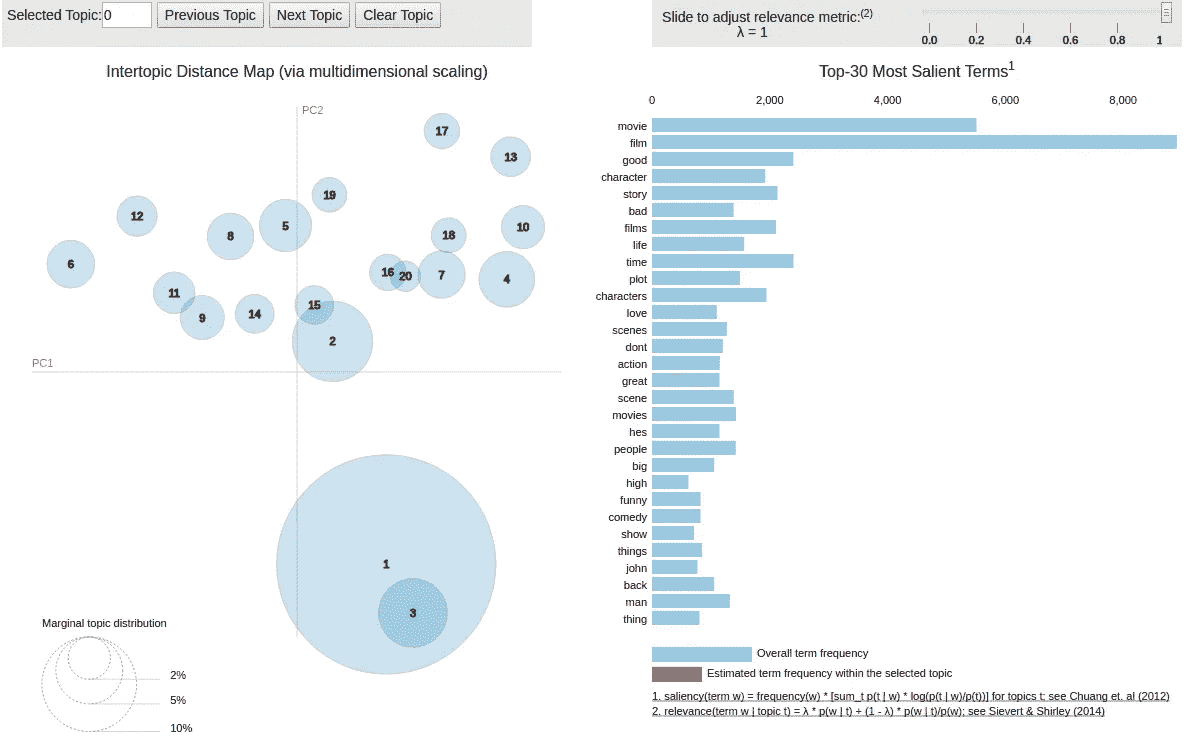 Selected Topic: 0 Previous Topic Next Topic Clear Topic
Slide to adjust relevance metric:(2)
λ = 1
0.0 0.2 0.4 0.6 0.8 1
Intertopic Distance Map (via multidimensional scaling)
PC2
PC1
17
13
19
12
5
10
8
18
6
16
20
7
4
11
15
14
9
2
1
3
Marginal topic distribution
2%
5%
10%
Top-30 Most Salient Terms1
0 2,000 4,000 6,000 8,000
movie
film
good
character
story
bad
films
life
time
plot
characters
love
scenes
dont
action
great
scene
movies
hes
people
big
high
funny
comedy
show
things
john
back
man
thing
Overall term frequency
Estimated term frequency within the selected topic
1. saliency(term w) = frequency(w) * [sum_t p(t | w) * log(p(t | w)/p(t))] for topics t; see Chuang et. al (2012)
2. relevance(term w | topic t) = λ * p(w | t) + (1 - λ) * p(w | t)/p(w); see Sievert & Shirley (2014)